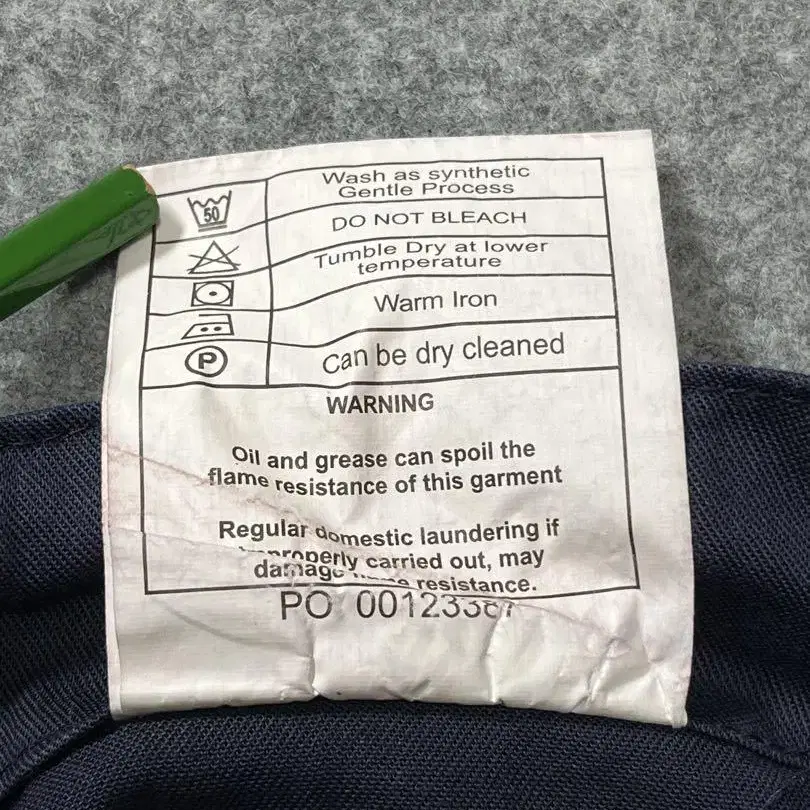 50
Wash as synthetic
Gentle Process
DO NOT BLEACH
Tumble Dry at lower
temperature
Warm Iron
P
Can be dry cleaned
WARNING
Oil and grease can spoil the
flame resistance of this garment
Regular domestic laundering if
improperly carried out, may
damage resistance.
PO